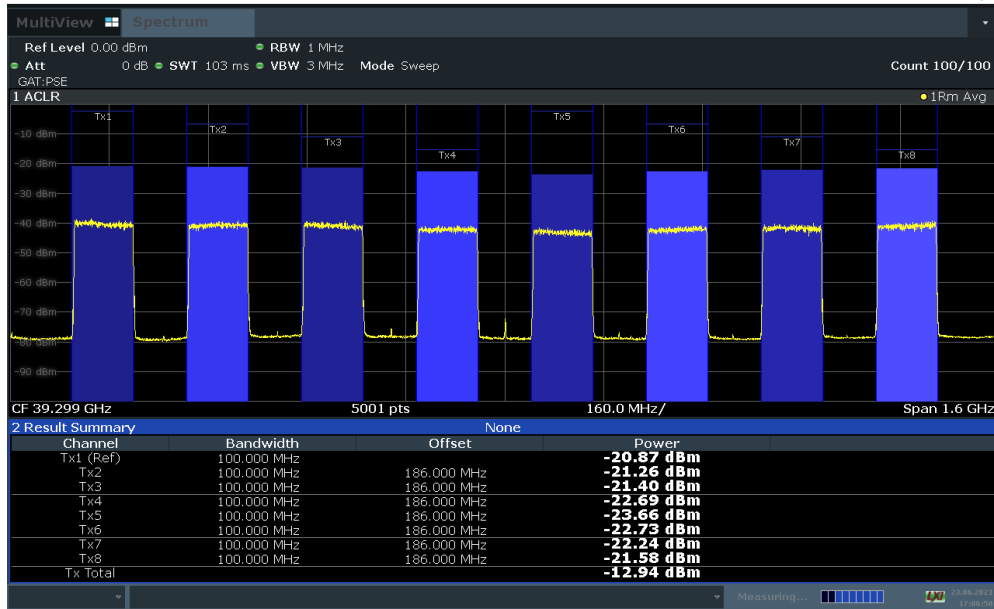 MultiView Spectrum
Ref Level 0.00 dBm RBW 1 MHz
Att 0 dB SWT 103 ms VBW 3 MHz Mode Sweep Count 100/100
GAT:PSE
1 ACLR 1Rm Avg
Tx1 Tx5
Tx2 Tx6
-10 dBm
Tx3 Tx7
Tx4 Tx8
-20 dBm
-30 dBm
-40 dBm
-50 dBm
-60 dBm
-70 dBm
-80 dBm
-90 dBm
CF 39.299 GHz 5001 pts 160.0 MHz/ Span 1.6 GHz
2 Result Summary None
Channel Bandwidth Offset Power
Tx1 (Ref) 100.000 MHz -20.87 dBm
Tx2 100.000 MHz 186.000 MHz -21.26 dBm
Tx3 100.000 MHz 186.000 MHz -21.40 dBm
Tx4 100.000 MHz 186.000 MHz -22.69 dBm
Tx5 100.000 MHz 186.000 MHz -23.66 dBm
Tx6 100.000 MHz 186.000 MHz -22.73 dBm
Tx7 100.000 MHz 186.000 MHz -22.24 dBm
Tx8 100.000 MHz 186.000 MHz -21.58 dBm
Tx Total -12.94 dBm
Measuring... 23.06.2021
17:06:58